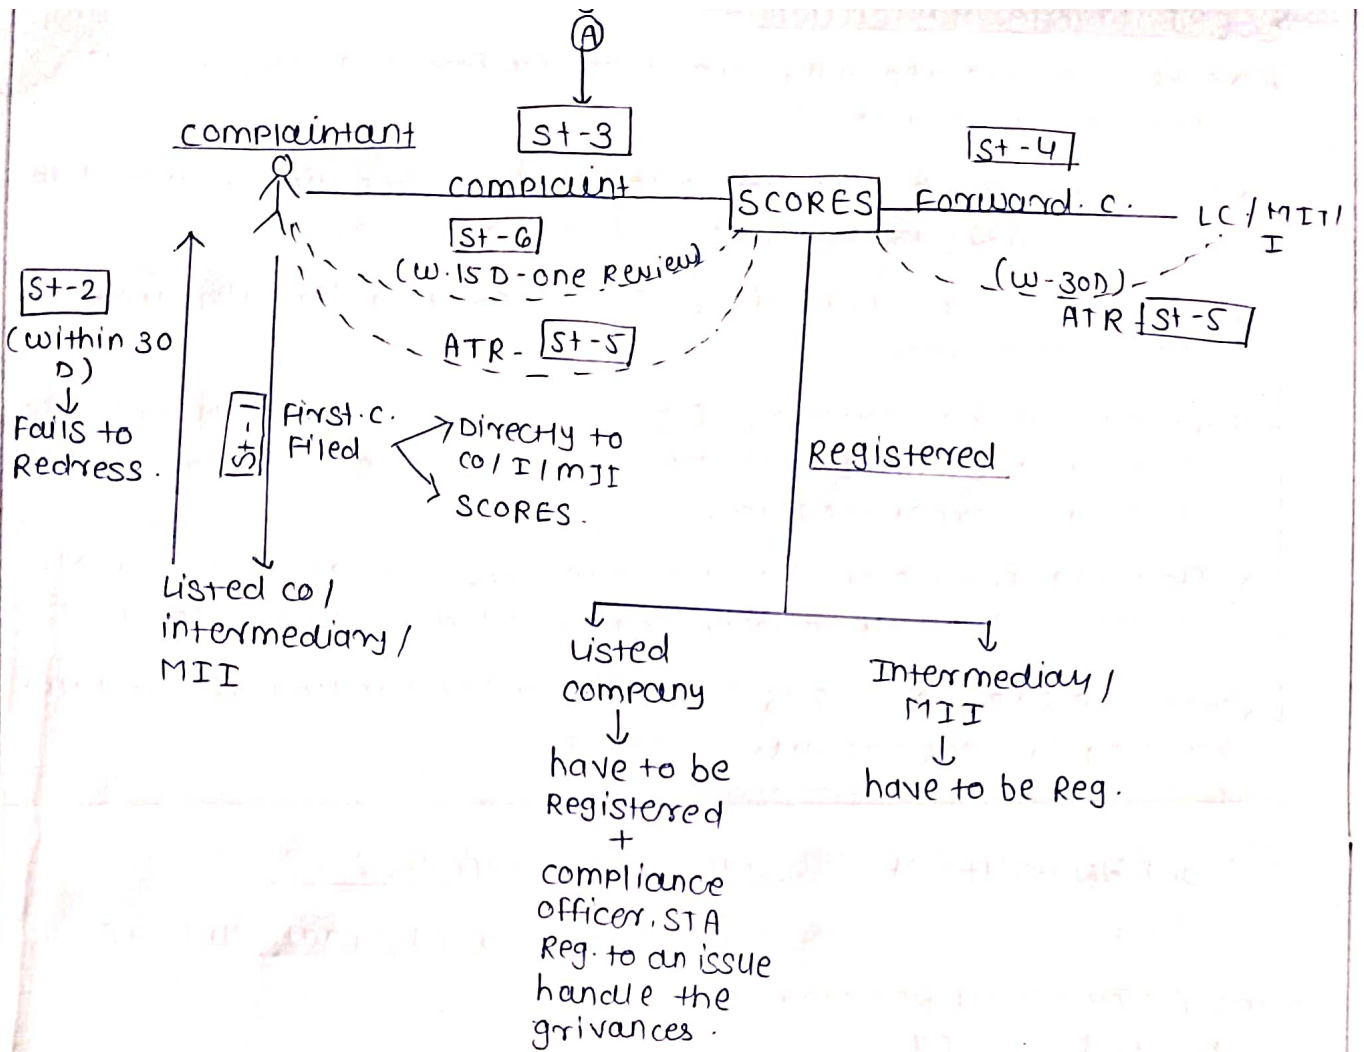 A
St-3
complaintant
St-4
complaint
SCORES
Forward. c.
LC / MII /
I
St-6
(W. 15 D-one Review)
St-2
(within 30
D)
Fails to
Redress.
(W-30D)
ATR St-5
ATR - St-5
St-1
First. c.
Filed
Directly to
co / I / MII
SCORES.
Registered
Listed co /
intermediary /
MII
Listed
company
have to be
Registered
+
compliance
officer, STA
Reg. to an issue
handle the
grivances.
Intermediay /
MII
have to be Reg.